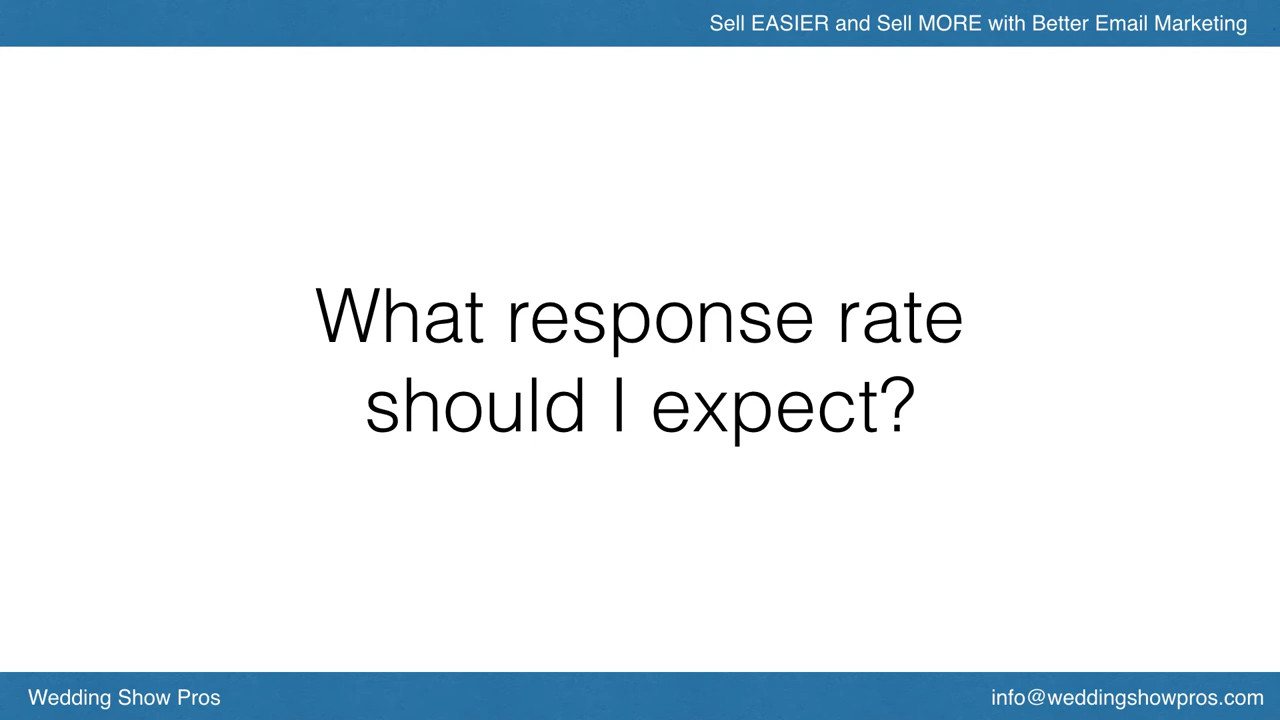 Sell EASIER and Sell MORE with Better Email Marketing
What response rate
should I expect?
Wedding Show Pros
info@weddingshowpros.com